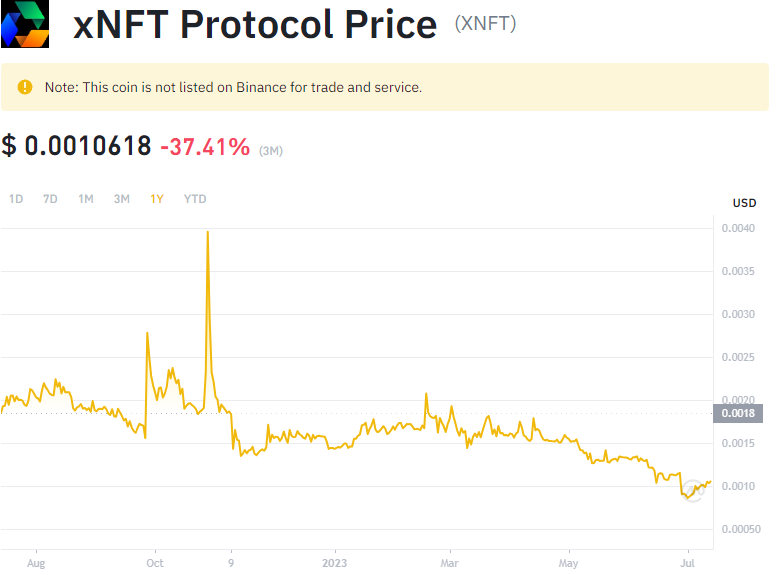 xNFT Protocol Price (XNFT)
Note: This coin is not listed on Binance for trade and service.
$ 0.0010618 -37.41% (3M)
1D 7D 1M 3M 1Y YTD
USD
0.0040
0.0035
0.0030
0.0025
0.0020
0.0018
0.0015
0.0010
0.00050
Aug Oct 9 2023 Mar May Jul